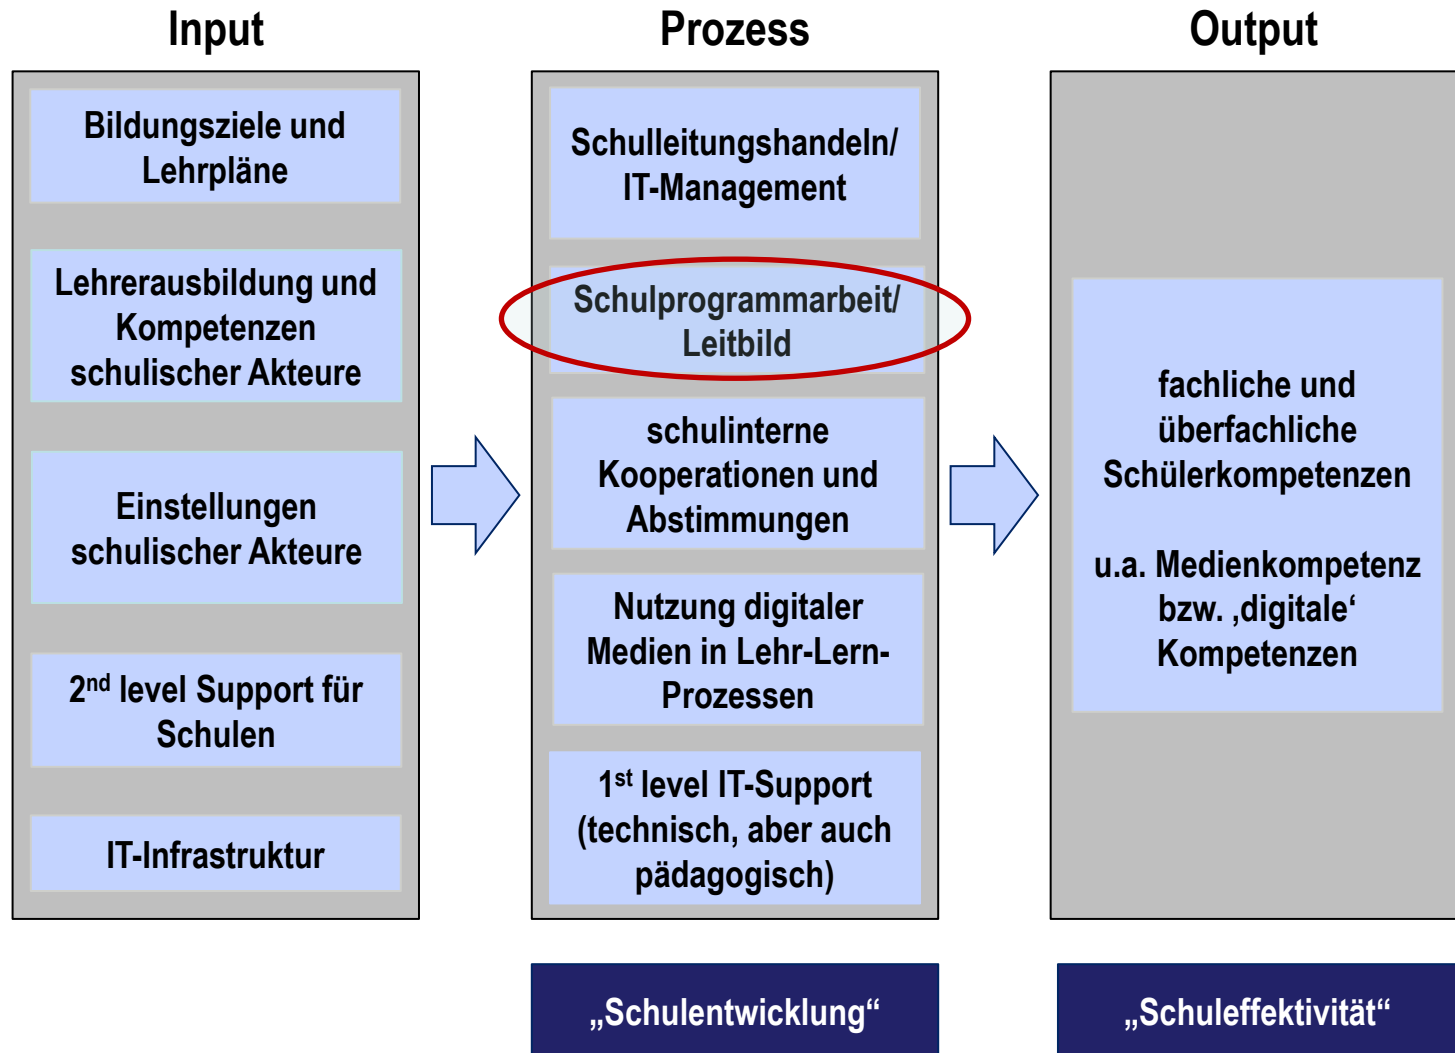 Input
Bildungsziele und
Lehrpläne
Lehrerausbildung und
Kompetenzen
schulischer Akteure
Einstellungen
schulischer Akteure
2nd level Support für
Schulen
IT-Infrastruktur
Prozess
Schulleitungshandeln/
IT-Management
Schulprogrammarbeit/
Leitbild
schulinterne
Kooperationen und
Abstimmungen
Nutzung digitaler
Medien in Lehr-Lern-
Prozessen
1st level IT-Support
(technisch, aber auch
pädagogisch)
„Schulentwicklung“
Output
fachliche und
überfachliche
Schülerkompetenzen
u.a. Medienkompetenz
bzw. ‚digitale‘
Kompetenzen
„Schuleffektivität“